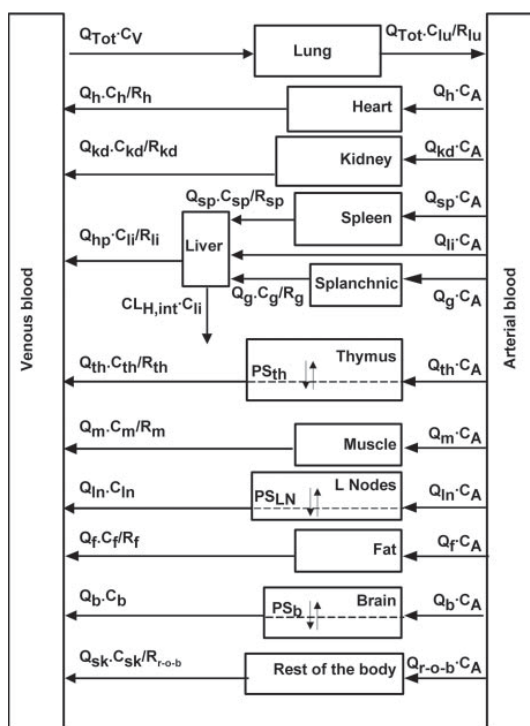 Q_Tot·C_V
Lung
Q_Tot.C_lu/R_lu
Q_h.C_h/R_h
Heart
Q_h·C_A
Q_kd.C_kd/R_kd
Kidney
Q_kd·C_A
Q_sp.C_sp/R_sp
Spleen
Q_sp·C_A
Q_hp·C_li/R_li
Liver
Q_li·C_A
Splanchnic
Q_g·C_g/R_g
Q_g·C_A
CL_H,int·C_li
Q_th·C_th/R_th
PS_th
Thymus
Q_th·C_A
Q_m·C_m/R_m
Muscle
Q_m·C_A
Q_ln·C_ln
PS_LN
L Nodes
Q_ln·C_A
Q_f.C_f/R_f
Fat
Q_f·C_A
Q_b·C_b
PS_b
Brain
Q_b·C_A
Q_sk.C_sk/R_r-o-b
Rest of the body
Q_r-o-b·C_A
Venous blood
Arterial blood